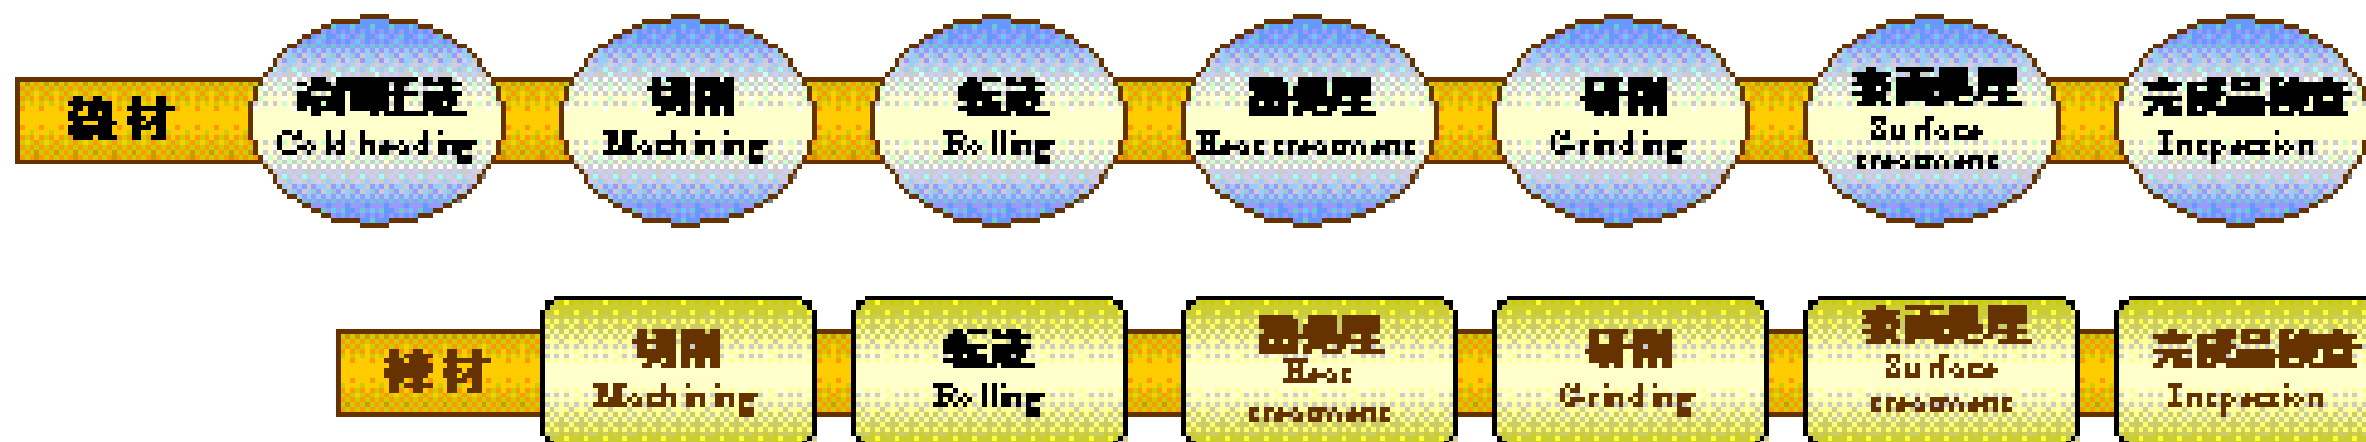 線材
冷間圧造
Cold heading
切削
Machining
転造
Rolling
熱処理
Heat treatment
研削
Grinding
表面処理
Surface
treatment
完成品検査
Inspection
棒材
切削
Machining
転造
Rolling
熱処理
Heat
treatment
研削
Grinding
表面処理
Surface
treatment
完成品検査
Inspection